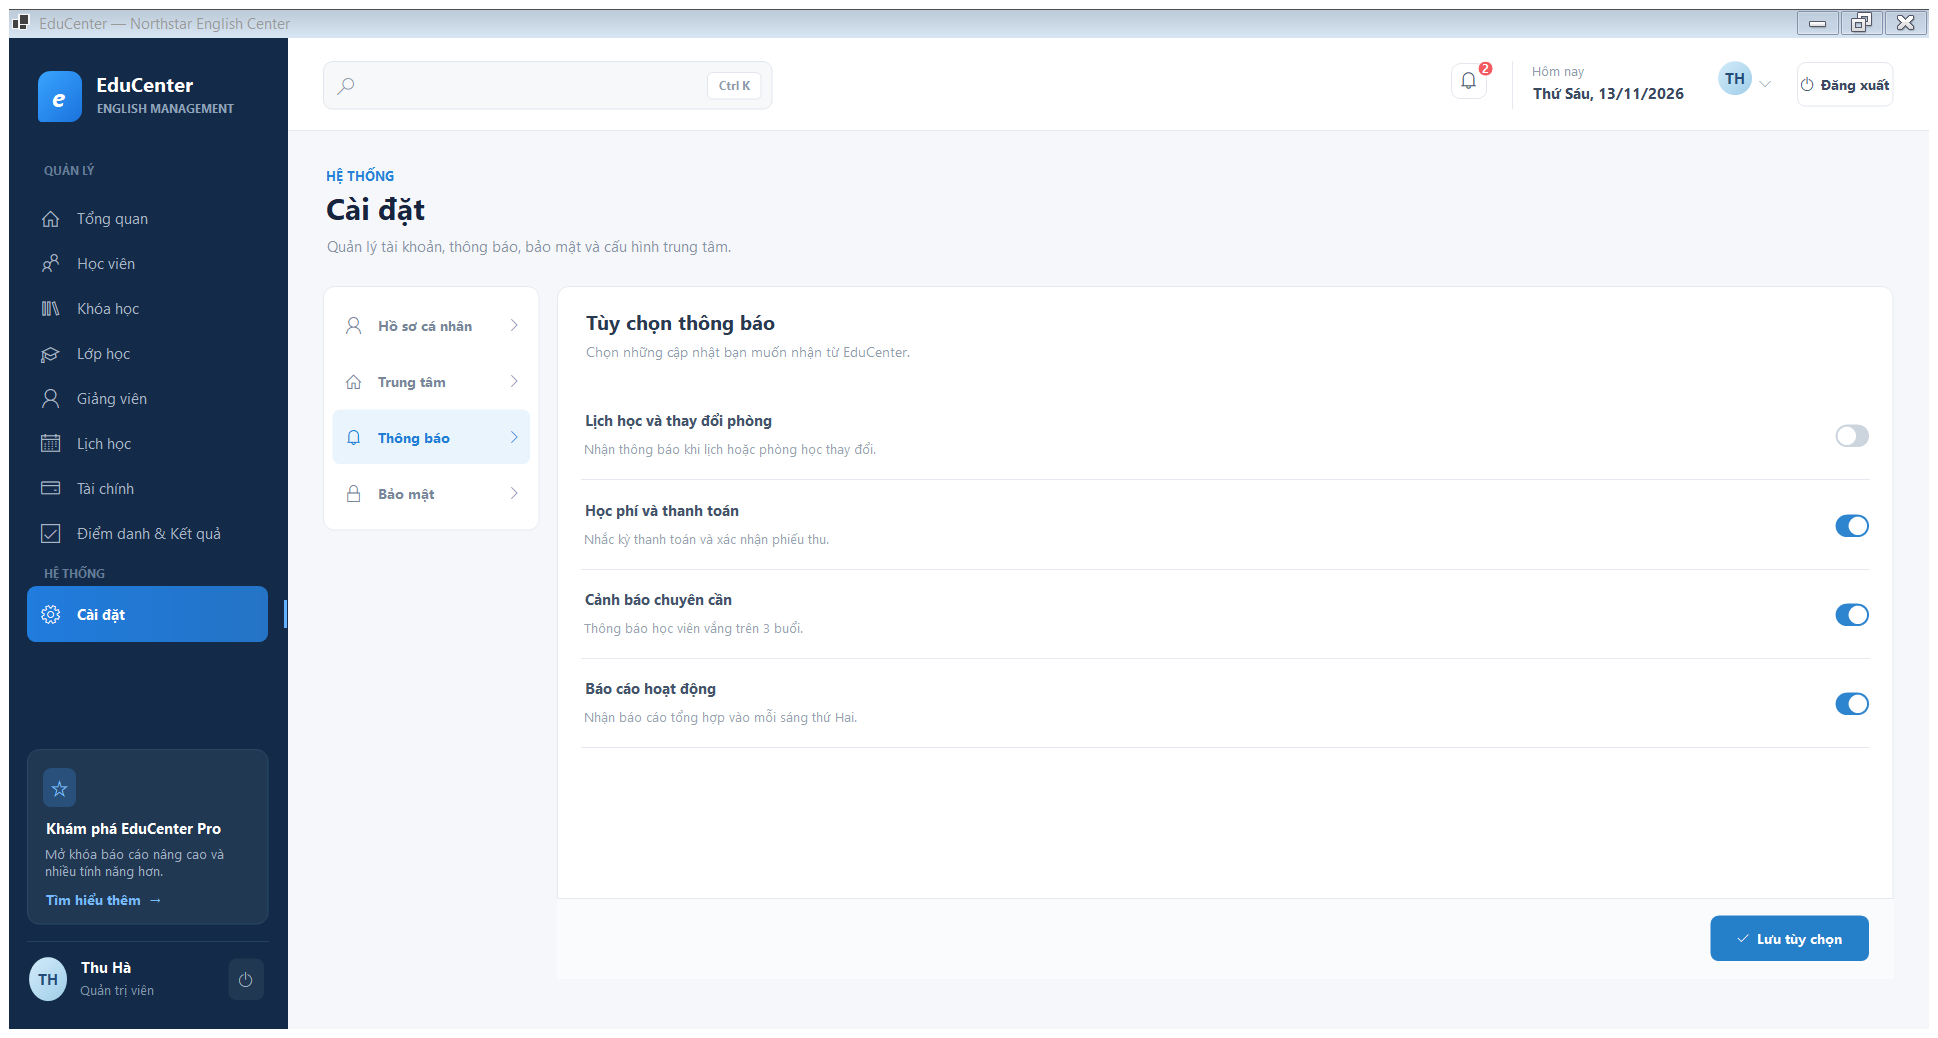 EduCenter — Northstar English Center
e
EduCenter
ENGLISH MANAGEMENT
QUẢN LÝ
Tổng quan
Học viên
Khóa học
Lớp học
Giảng viên
Lịch học
Tài chính
Điểm danh & Kết quả
HỆ THỐNG
Cài đặt
Khám phá EduCenter Pro
Mở khóa báo cáo nâng cao và
nhiều tính năng hơn.
Tìm hiểu thêm →
TH
Thu Hà
Quản trị viên
Ctrl K
2
Hôm nay
Thứ Sáu, 13/11/2026
TH
Đăng xuất
HỆ THỐNG
Cài đặt
Quản lý tài khoản, thông báo, bảo mật và cấu hình trung tâm.
Hồ sơ cá nhân
Trung tâm
Thông báo
Bảo mật
Tùy chọn thông báo
Chọn những cập nhật bạn muốn nhận từ EduCenter.
Lịch học và thay đổi phòng
Nhận thông báo khi lịch hoặc phòng học thay đổi.
Học phí và thanh toán
Nhắc kỳ thanh toán và xác nhận phiếu thu.
Cảnh báo chuyên cần
Thông báo học viên vắng trên 3 buổi.
Báo cáo hoạt động
Nhận báo cáo tổng hợp vào mỗi sáng thứ Hai.
Lưu tùy chọn